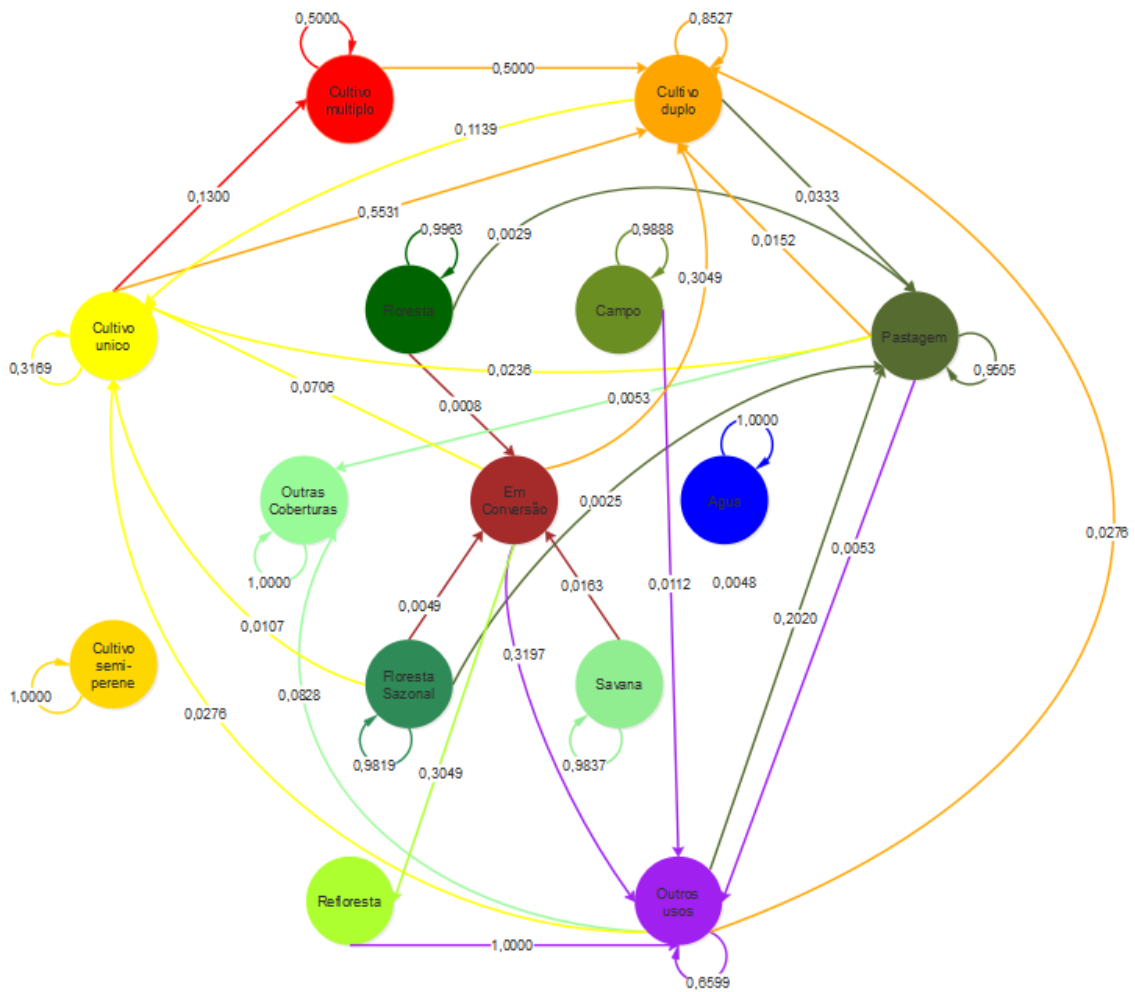 0,5000
0,8527
Cultivo
multiplo
0,5000
Cultivo
duplo
0,1139
0,1300
0,0333
0,5531
0,9963
0,0029
0,9888
0,0152
0,3049
Floresta
Campo
Cultivo
unico
Pastagem
0,3169
0,0236
0,9505
0,0706
0,0053
0,0008
1,0000
Outras
Coberturas
Em
Conversão
Agua
0,0025
0,0276
0,0053
1,0000
0,0163
0,0112
0,0048
0,0049
0,2020
0,0107
Cultivo
semi-
perene
0,3197
Floresta
Sazonal
Savana
1,0000
0,0828
0,0276
0,9819
0,3049
0,9837
Refloresta
Outros
usos
1,0000
0,6599